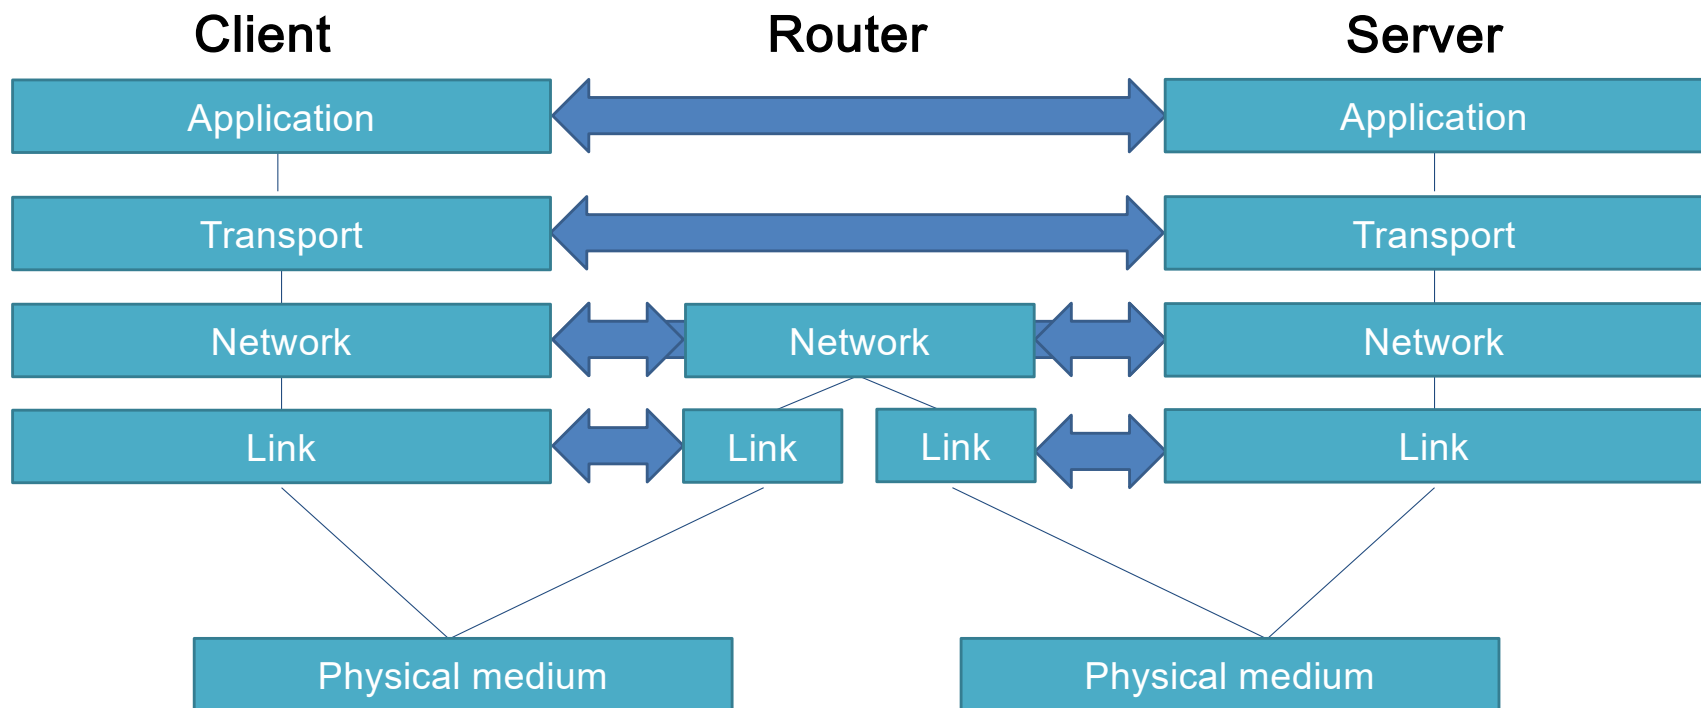 Client
Router
Server
Application
Application
Transport
Transport
Network
Network
Network
Link
Link
Link
Link
Physical medium
Physical medium